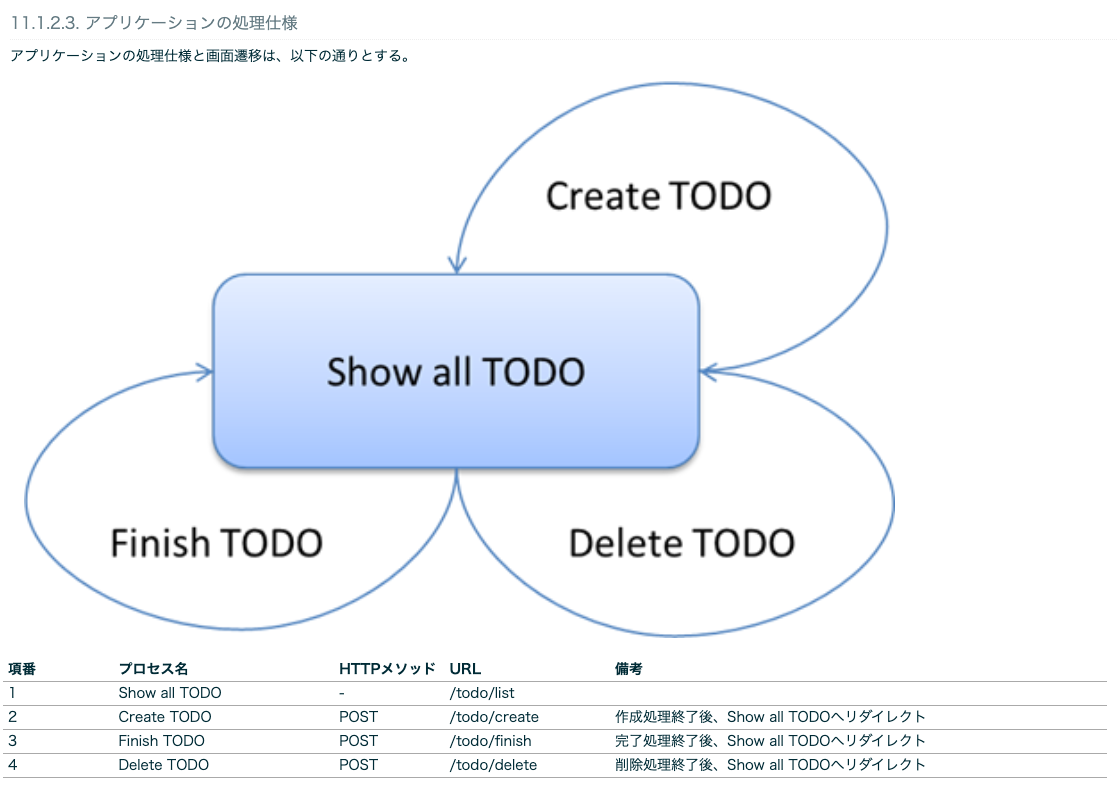 11.1.2.3. アプリケーションの処理仕様
アプリケーションの処理仕様と画面遷移は、以下の通りとする。
Create TODO
Show all TODO
Finish TODO
Delete TODO
項番 プロセス名 HTTPメソッド URL 備考
1 Show all TODO - /todo/list
2 Create TODO POST /todo/create 作成処理終了後、Show all TODOへリダイレクト
3 Finish TODO POST /todo/finish 完了処理終了後、Show all TODOへリダイレクト
4 Delete TODO POST /todo/delete 削除処理終了後、Show all TODOへリダイレクト